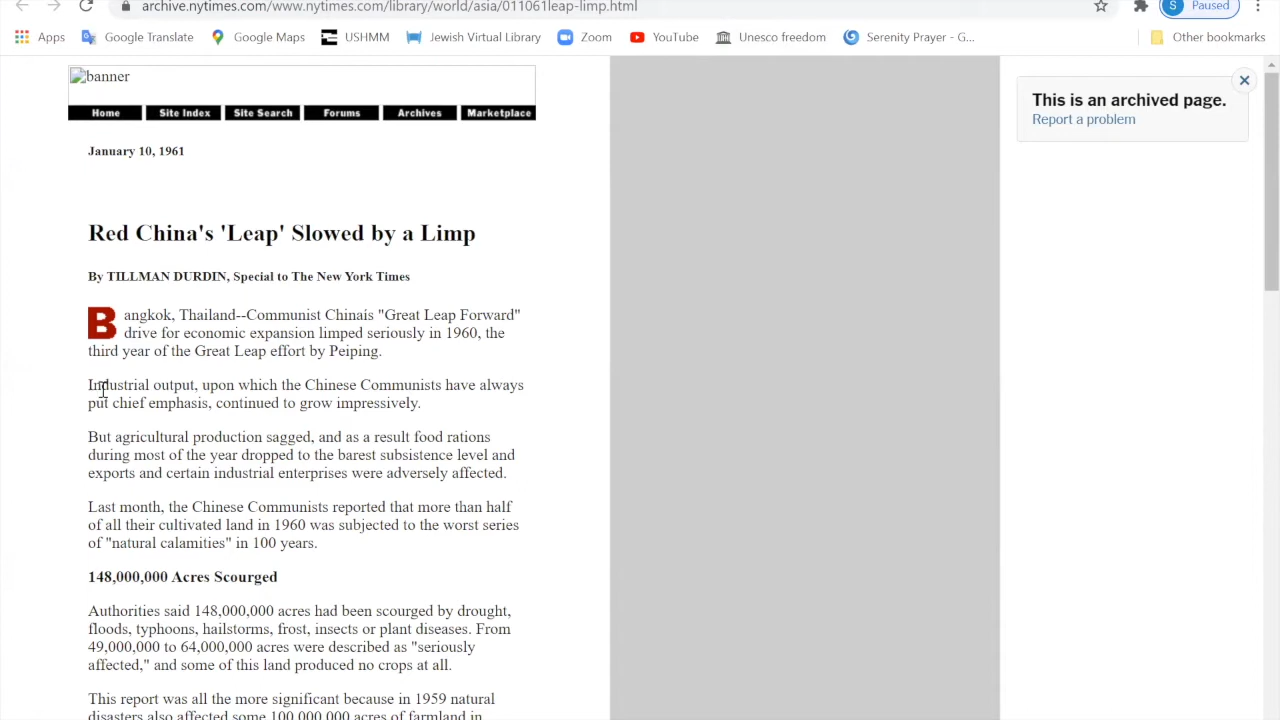 archive.nytimes.com/www.nytimes.com/library/world/asia/011061leap-limp.html
S Paused
Apps Google Translate Google Maps USHMM Jewish Virtual Library Zoom YouTube Unesco freedom Serenity Prayer - G... Other bookmarks
banner
Home Site Index Site Search Forums Archives Marketplace
This is an archived page.
Report a problem
January 10, 1961
Red China's 'Leap' Slowed by a Limp
By TILLMAN DURDIN, Special to The New York Times
Bangkok, Thailand--Communist Chinais "Great Leap Forward"
drive for economic expansion limped seriously in 1960, the
third year of the Great Leap effort by Peiping.
Industrial output, upon which the Chinese Communists have always
put chief emphasis, continued to grow impressively.
But agricultural production sagged, and as a result food rations
during most of the year dropped to the barest subsistence level and
exports and certain industrial enterprises were adversely affected.
Last month, the Chinese Communists reported that more than half
of all their cultivated land in 1960 was subjected to the worst series
of "natural calamities" in 100 years.
148,000,000 Acres Scourged
Authorities said 148,000,000 acres had been scourged by drought,
floods, typhoons, hailstorms, frost, insects or plant diseases. From
49,000,000 to 64,000,000 acres were described as "seriously
affected," and some of this land produced no crops at all.
This report was all the more significant because in 1959 natural
disasters also affected some 100,000,000 acres of farmland in